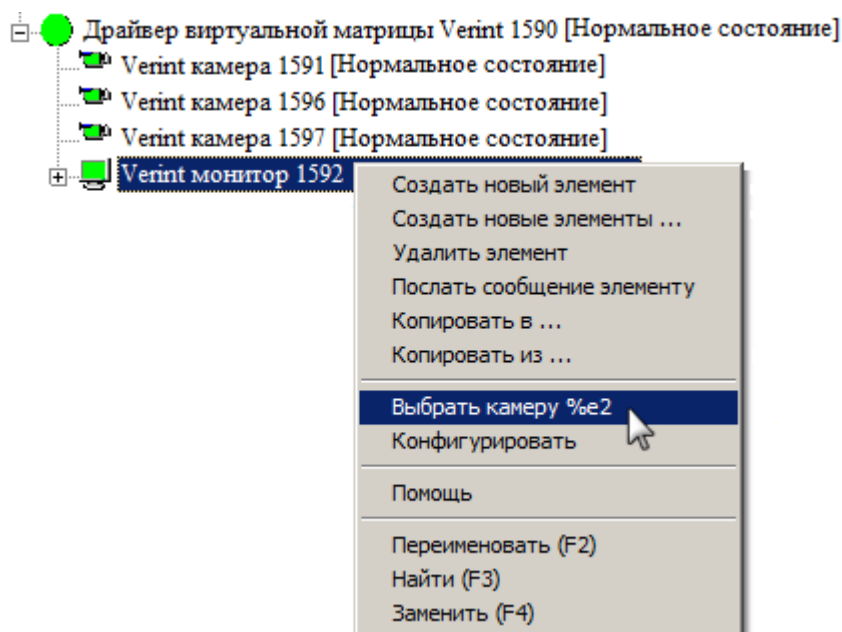 Драйвер виртуальной матрицы Verint 1590 [Нормальное состояние]
Verint камера 1591 [Нормальное состояние]
Verint камера 1596 [Нормальное состояние]
Verint камера 1597 [Нормальное состояние]
Verint монитор 1592
Создать новый элемент
Создать новые элементы ...
Удалить элемент
Послать сообщение элементу
Копировать в ...
Копировать из ...
Выбрать камеру %e2
Конфигурировать
Помощь
Переименовать (F2)
Найти (F3)
Заменить (F4)